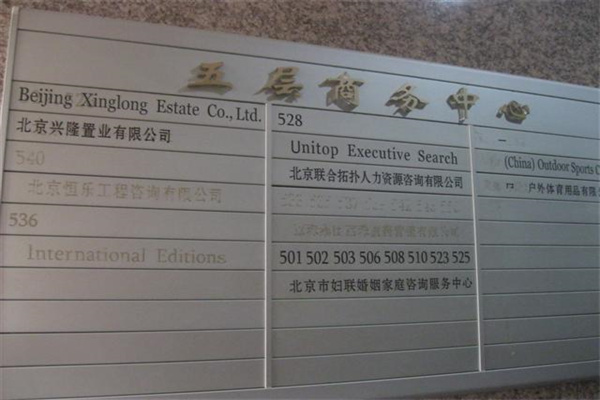 五层商务中心
Beijing Xinglong Estate Co., Ltd.
北京兴隆置业有限公司
540
北京恒乐工程咨询有限公司
536
International Editions
528
Unitop Executive Search
北京联合拓扑人力资源咨询有限公司
501 502 503 506 508 510 523 525
北京市妇联婚姻家庭咨询服务中心
(China) Outdoor Sports C
户外体育用品有限